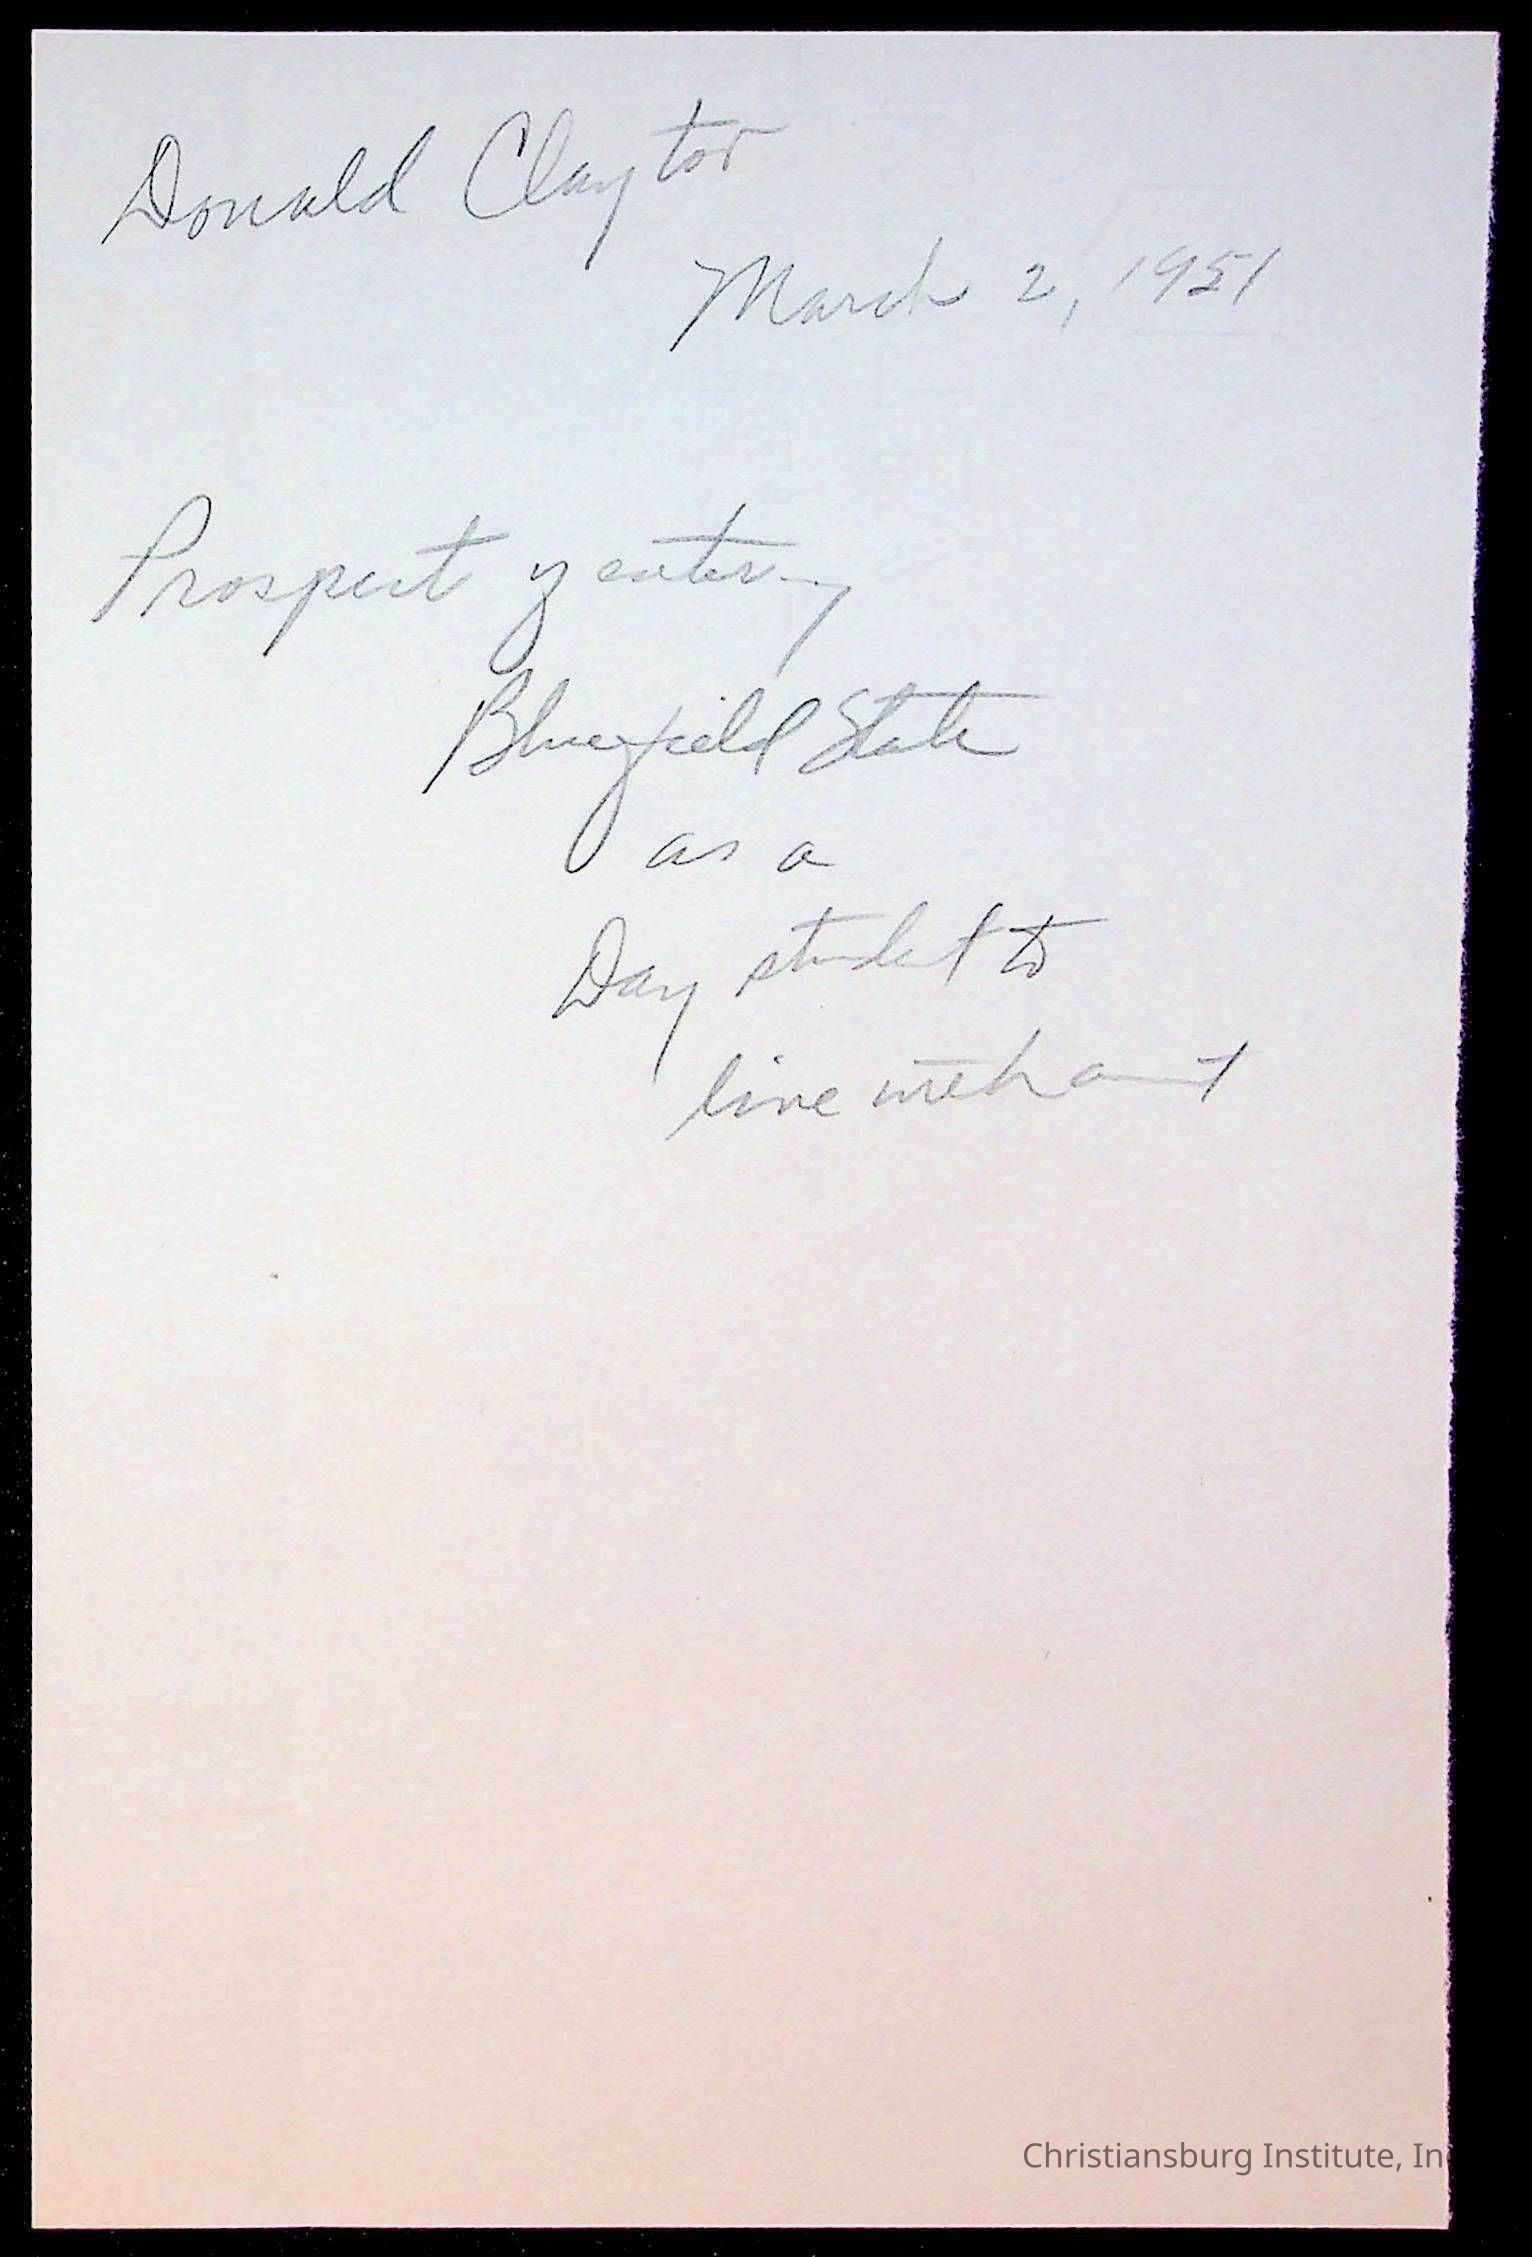 Donald Claytor
March 2, 1951
Prospect of entering
Bluefield State
as a
Day student to
live with aunt
Christiansburg Institute, In